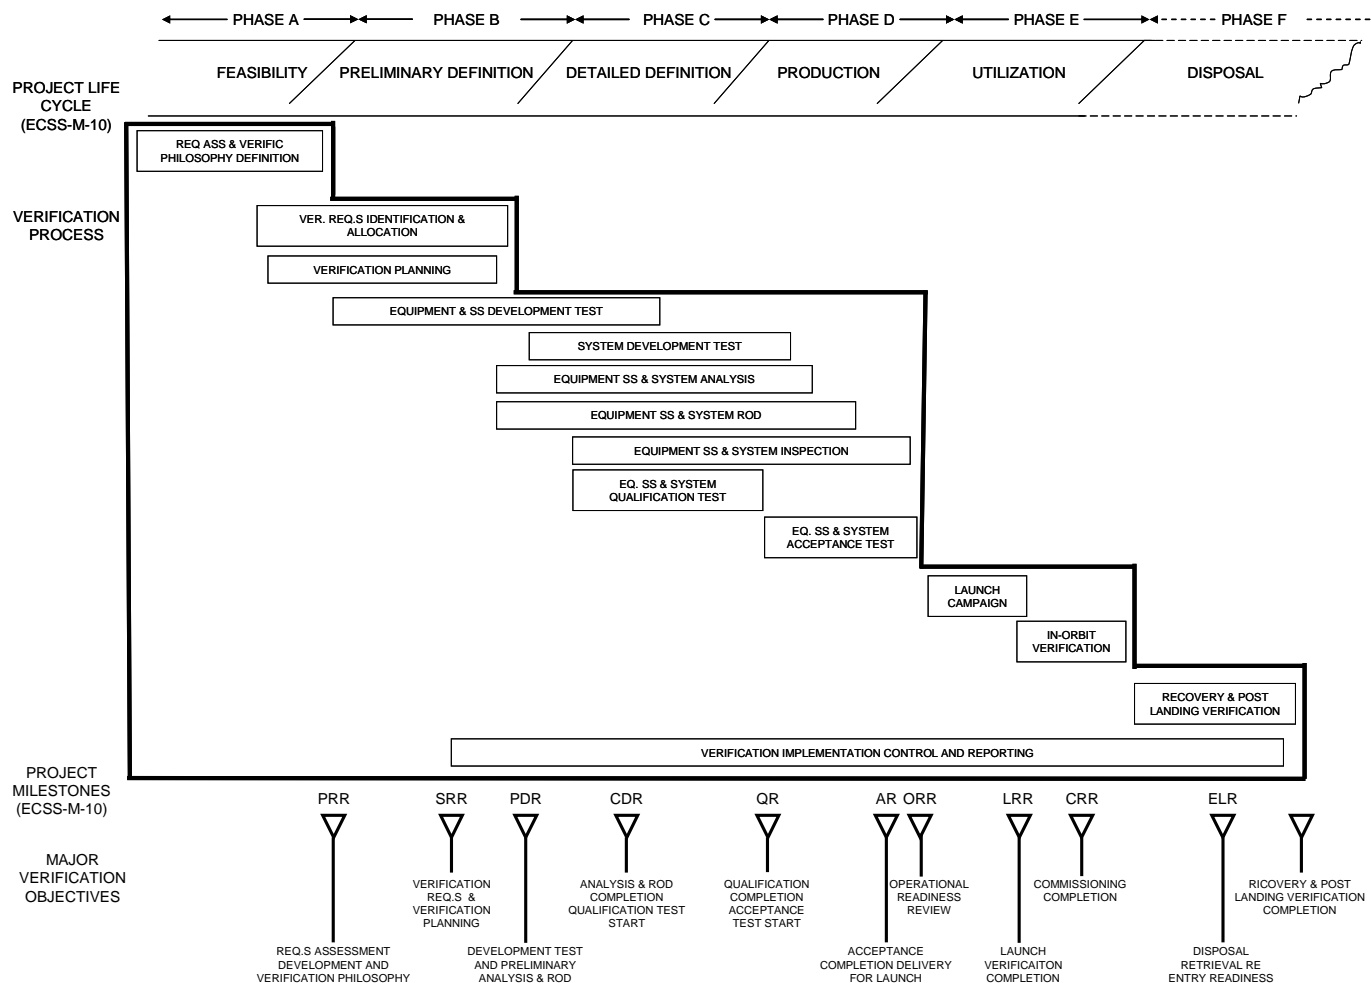 PHASE A
PHASE B
PHASE C
PHASE D
PHASE E
PHASE F
FEASIBILITY
PRELIMINARY DEFINITION
DETAILED DEFINITION
PRODUCTION
UTILIZATION
DISPOSAL
PROJECT LIFE
CYCLE
(ECSS-M-10)
REQ ASS & VERIFIC
PHILOSOPHY DEFINITION
VERIFICATION
PROCESS
VER. REQ.S IDENTIFICATION &
ALLOCATION
VERIFICATION PLANNING
EQUIPMENT & SS DEVELOPMENT TEST
SYSTEM DEVELOPMENT TEST
EQUIPMENT SS & SYSTEM ANALYSIS
EQUIPMENT SS & SYSTEM ROD
EQUIPMENT SS & SYSTEM INSPECTION
EQ. SS & SYSTEM
QUALIFICATION TEST
EQ. SS & SYSTEM
ACCEPTANCE TEST
LAUNCH
CAMPAIGN
IN-ORBIT
VERIFICATION
RECOVERY & POST
LANDING VERIFICATION
VERIFICATION IMPLEMENTATION CONTROL AND REPORTING
PROJECT
MILESTONES
(ECSS-M-10)
PRR
SRR
PDR
CDR
QR
AR
ORR
LRR
CRR
ELR
MAJOR
VERIFICATION
OBJECTIVES
VERIFICATION
REQ.S &
VERIFICATION
PLANNING
ANALYSIS & ROD
COMPLETION
QUALIFICATION TEST
START
QUALIFICATION
COMPLETION
ACCEPTANCE
TEST START
OPERATIONAL
READINESS
REVIEW
COMMISSIONING
COMPLETION
RICOVERY & POST
LANDING VERIFICATION
COMPLETION
REQ.S ASSESSMENT
DEVELOPMENT AND
VERIFICATION PHILOSOPHY
DEVELOPMENT TEST
AND PRELIMINARY
ANALYSIS & ROD
ACCEPTANCE
COMPLETION DELIVERY
FOR LAUNCH
LAUNCH
VERIFICAITON
COMPLETION
DISPOSAL
RETRIEVAL RE
ENTRY READINESS